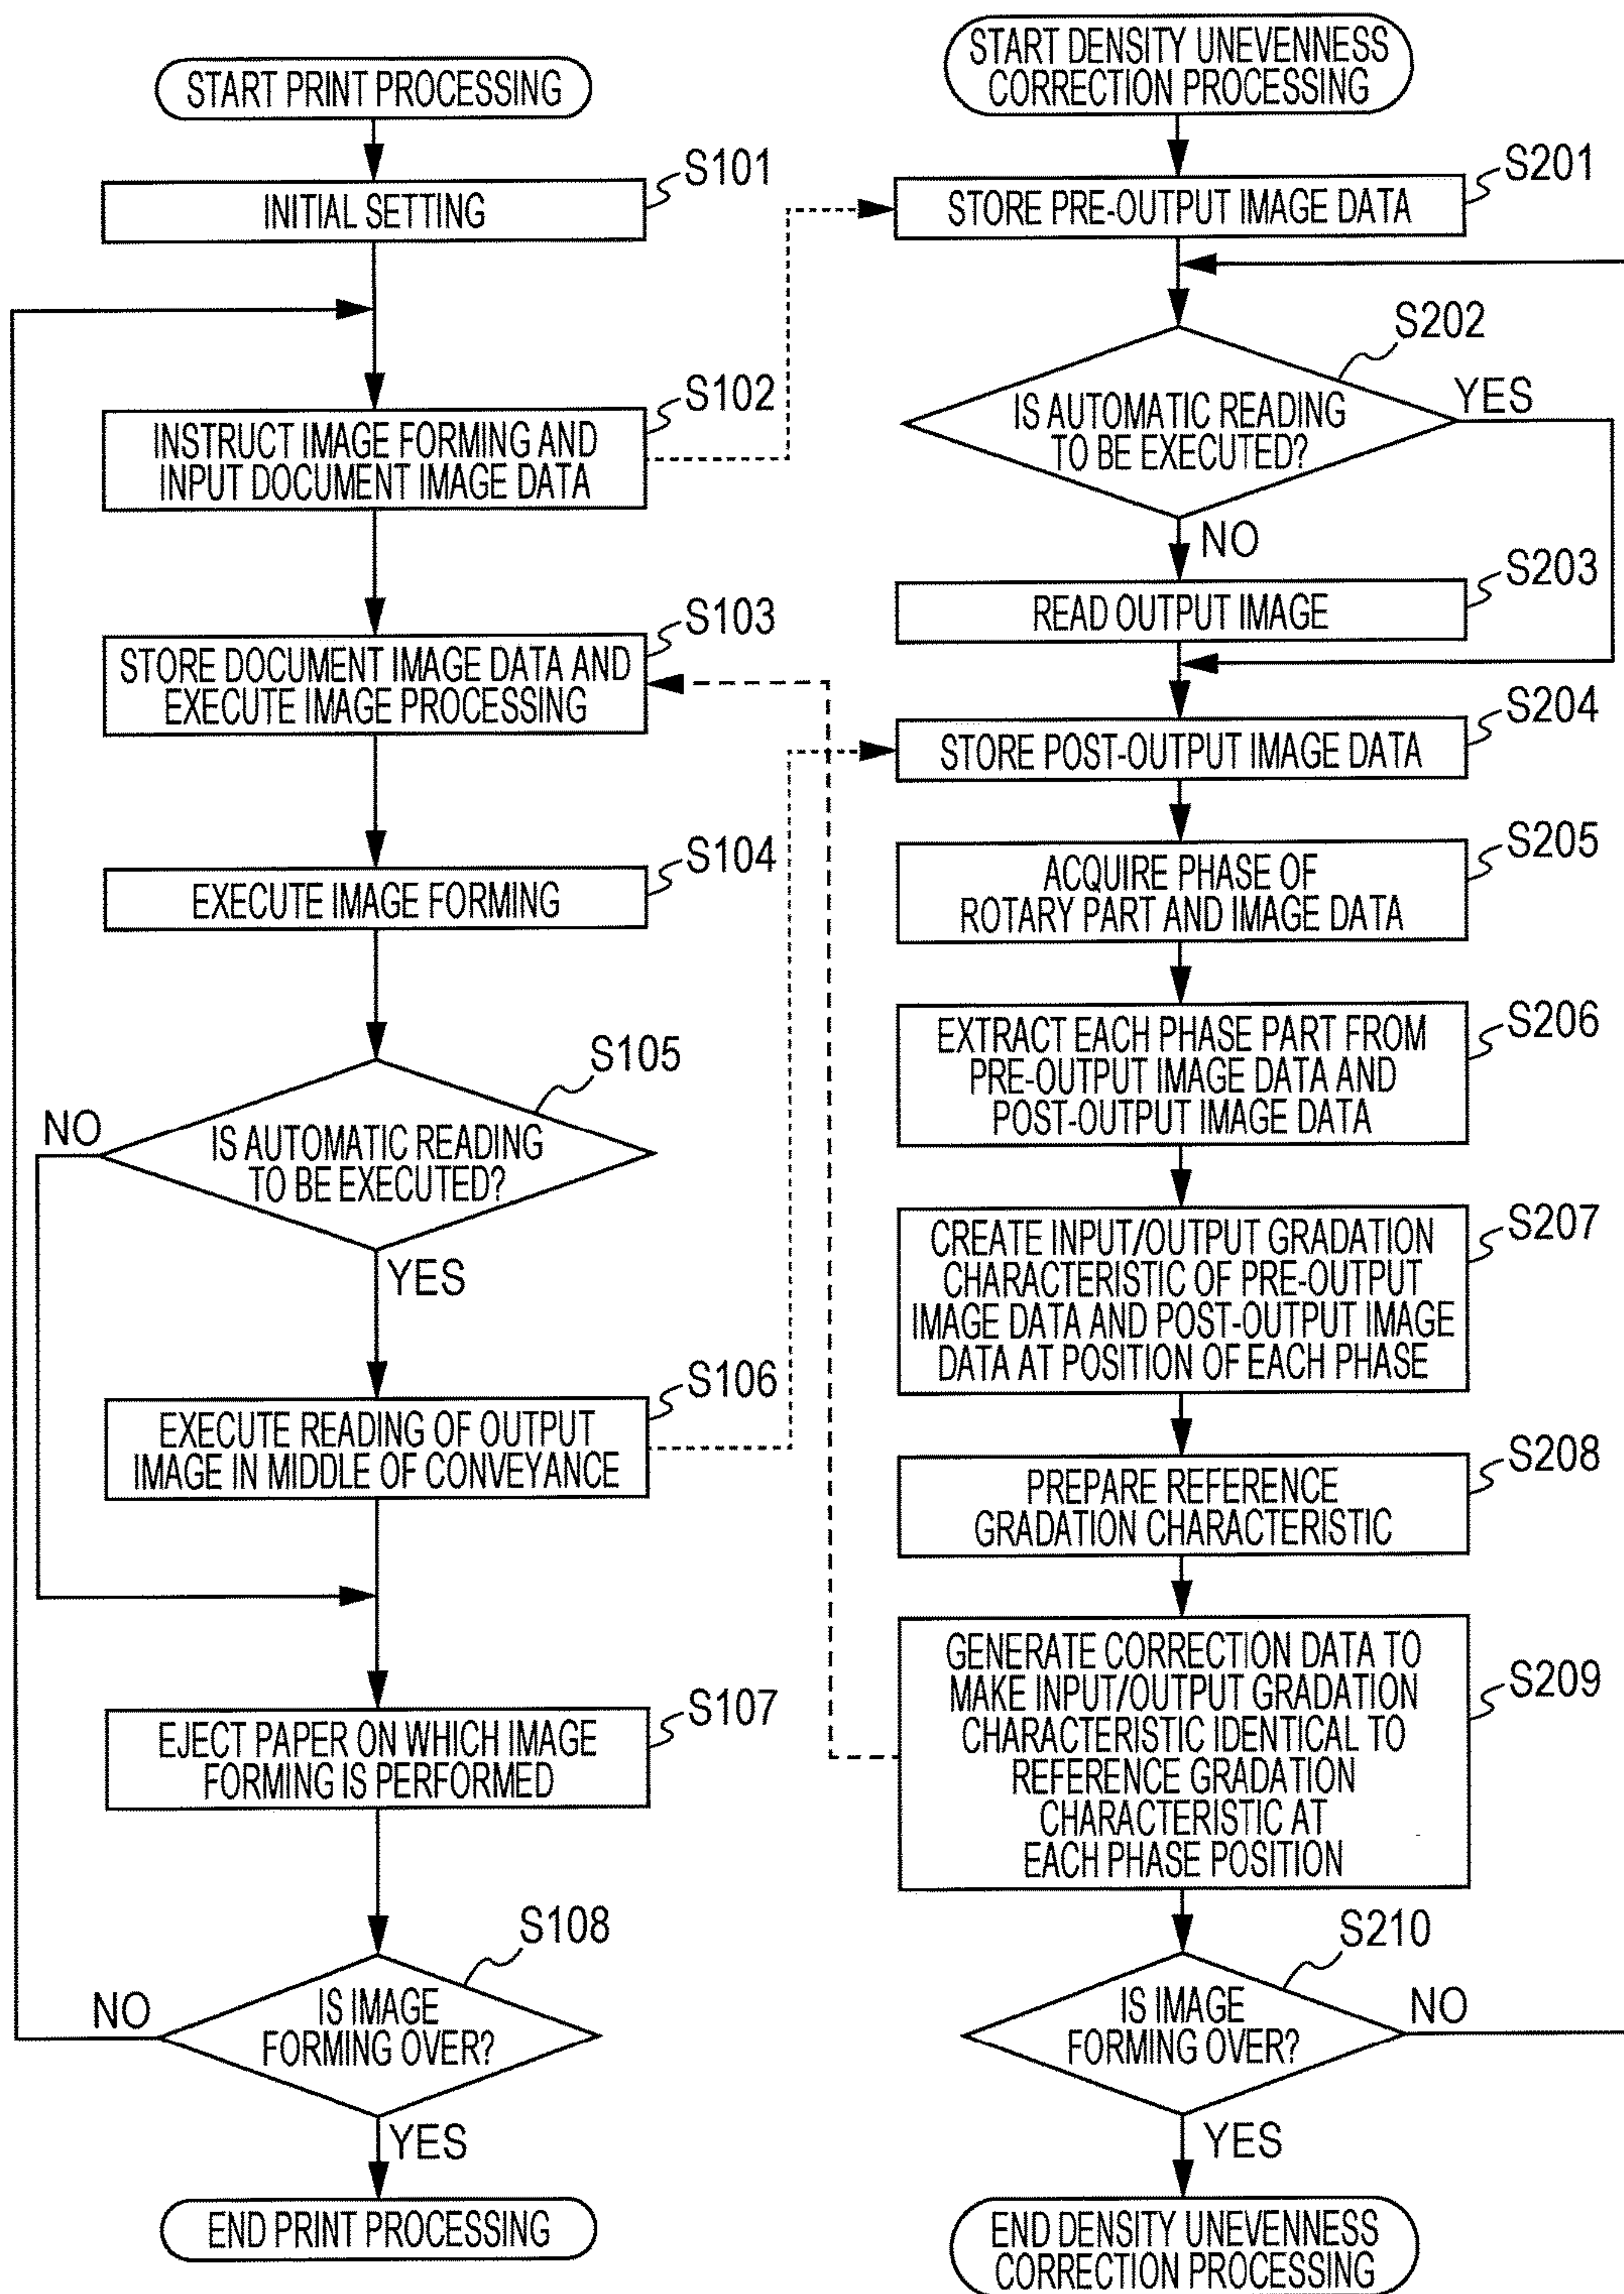 START PRINT PROCESSING
S101
INITIAL SETTING
S102
INSTRUCT IMAGE FORMING AND
INPUT DOCUMENT IMAGE DATA
S103
STORE DOCUMENT IMAGE DATA AND
EXECUTE IMAGE PROCESSING
S104
EXECUTE IMAGE FORMING
S105
NO
IS AUTOMATIC READING
TO BE EXECUTED?
YES
S106
EXECUTE READING OF OUTPUT
IMAGE IN MIDDLE OF CONVEYANCE
S107
EJECT PAPER ON WHICH IMAGE
FORMING IS PERFORMED
S108
NO
IS IMAGE
FORMING OVER?
YES
END PRINT PROCESSING
START DENSITY UNEVENNESS
CORRECTION PROCESSING
S201
STORE PRE-OUTPUT IMAGE DATA
S202
YES
IS AUTOMATIC READING
TO BE EXECUTED?
NO
S203
READ OUTPUT IMAGE
S204
STORE POST-OUTPUT IMAGE DATA
S205
ACQUIRE PHASE OF
ROTARY PART AND IMAGE DATA
S206
EXTRACT EACH PHASE PART FROM
PRE-OUTPUT IMAGE DATA AND
POST-OUTPUT IMAGE DATA
S207
CREATE INPUT/OUTPUT GRADATION
CHARACTERISTIC OF PRE-OUTPUT
IMAGE DATA AND POST-OUTPUT IMAGE
DATA AT POSITION OF EACH PHASE
S208
PREPARE REFERENCE
GRADATION CHARACTERISTIC
S209
GENERATE CORRECTION DATA TO
MAKE INPUT/OUTPUT GRADATION
CHARACTERISTIC IDENTICAL TO
REFERENCE GRADATION
CHARACTERISTIC AT
EACH PHASE POSITION
S210
IS IMAGE
FORMING OVER?
NO
YES
END DENSITY UNEVENNESS
CORRECTION PROCESSING